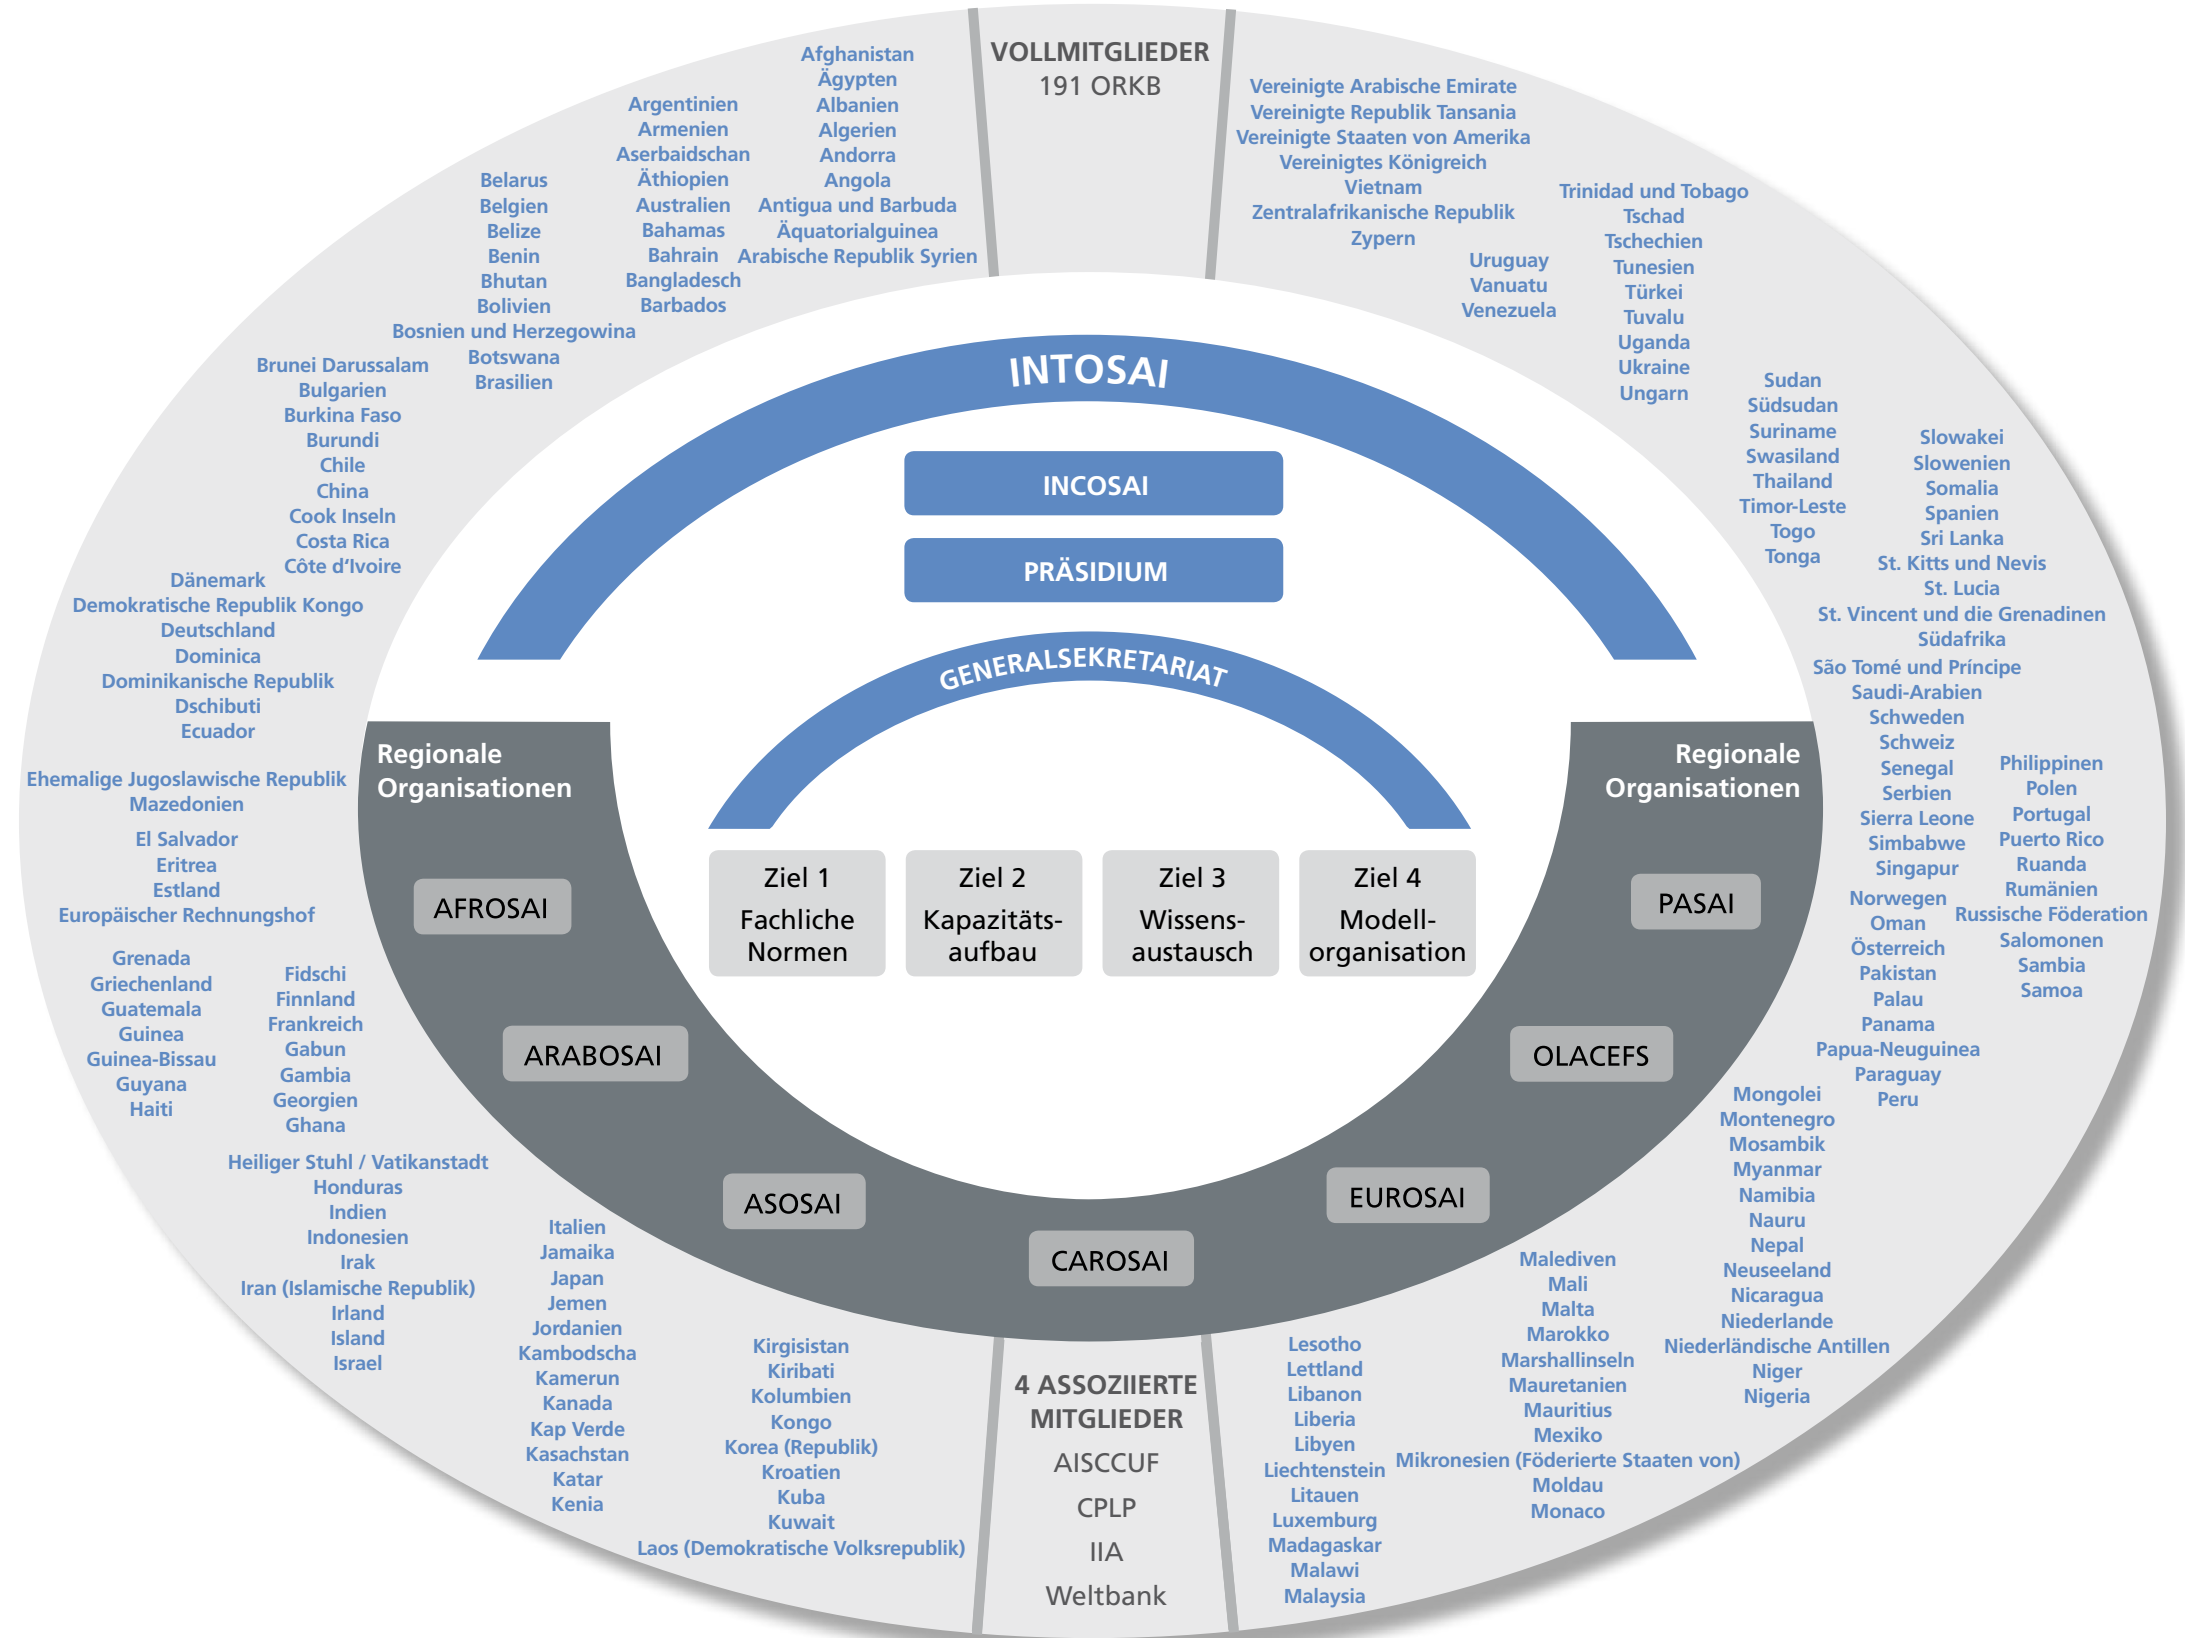 VOLLMITGLIEDER
191 ORKB
Afghanistan
Ägypten
Albanien
Algerien
Andorra
Angola
Antigua und Barbuda
Äquatorialguinea
Arabische Republik Syrien
Argentinien
Armenien
Aserbaidschan
Äthiopien
Australien
Bahamas
Bahrain
Bangladesch
Barbados
Belarus
Belgien
Belize
Benin
Bhutan
Bolivien
Bosnien und Herzegowina
Botswana
Brasilien
Brunei Darussalam
Bulgarien
Burkina Faso
Burundi
Chile
China
Cook Inseln
Costa Rica
Côte d‘Ivoire
Dänemark
Demokratische Republik Kongo
Deutschland
Dominica
Dominikanische Republik
Dschibuti
Ecuador
Ehemalige Jugoslawische Republik
Mazedonien
El Salvador
Eritrea
Estland
Europäischer Rechnungshof
Fidschi
Finnland
Frankreich
Gabun
Gambia
Georgien
Ghana
Grenada
Griechenland
Guatemala
Guinea
Guinea-Bissau
Guyana
Haiti
Heiliger Stuhl / Vatikanstadt
Honduras
Indien
Indonesien
Irak
Iran (Islamische Republik)
Irland
Island
Israel
Italien
Jamaika
Japan
Jemen
Jordanien
Kambodscha
Kamerun
Kanada
Kap Verde
Kasachstan
Katar
Kenia
Kirgisistan
Kiribati
Kolumbien
Kongo
Korea (Republik)
Kroatien
Kuba
Kuwait
Laos (Demokratische Volksrepublik)
4 ASSOZIIERTE
MITGLIEDER
AISCCUF
CPLP
IIA
Weltbank
Lesotho
Lettland
Libanon
Liberia
Libyen
Liechtenstein
Litauen
Luxemburg
Madagaskar
Malawi
Malaysia
Malediven
Mali
Malta
Marokko
Marshallinseln
Mauretanien
Mauritius
Mexiko
Mikronesien (Föderierte Staaten von)
Moldau
Monaco
Mongolei
Montenegro
Mosambik
Myanmar
Namibia
Nauru
Nepal
Neuseeland
Nicaragua
Niederlande
Niederländische Antillen
Niger
Nigeria
Norwegen
Oman
Österreich
Pakistan
Palau
Panama
Papua-Neuguinea
Paraguay
Peru
Philippinen
Polen
Portugal
Puerto Rico
Ruanda
Rumänien
Russische Föderation
Salomonen
Sambia
Samoa
São Tomé und Príncipe
Saudi-Arabien
Schweden
Schweiz
Senegal
Serbien
Sierra Leone
Simbabwe
Singapur
Slowakei
Slowenien
Somalia
Spanien
Sri Lanka
St. Kitts und Nevis
St. Lucia
St. Vincent und die Grenadinen
Südafrika
Sudan
Südsudan
Suriname
Swasiland
Thailand
Timor-Leste
Togo
Tonga
Trinidad und Tobago
Tschad
Tschechien
Tunesien
Türkei
Tuvalu
Uganda
Ukraine
Ungarn
Uruguay
Vanuatu
Venezuela
Vereinigte Arabische Emirate
Vereinigte Republik Tansania
Vereinigte Staaten von Amerika
Vereinigtes Königreich
Vietnam
Zentralafrikanische Republik
Zypern
INTOSAI
INCOSAI
PRÄSIDIUM
GENERALSEKRETARIAT
Ziel 1
Fachliche
Normen
Ziel 2
Kapazitäts-
aufbau
Ziel 3
Wissens-
austausch
Ziel 4
Modell-
organisation
Regionale
Organisationen
AFROSAI
ARABOSAI
ASOSAI
CAROSAI
EUROSAI
OLACEFS
PASAI
Regionale
Organisationen